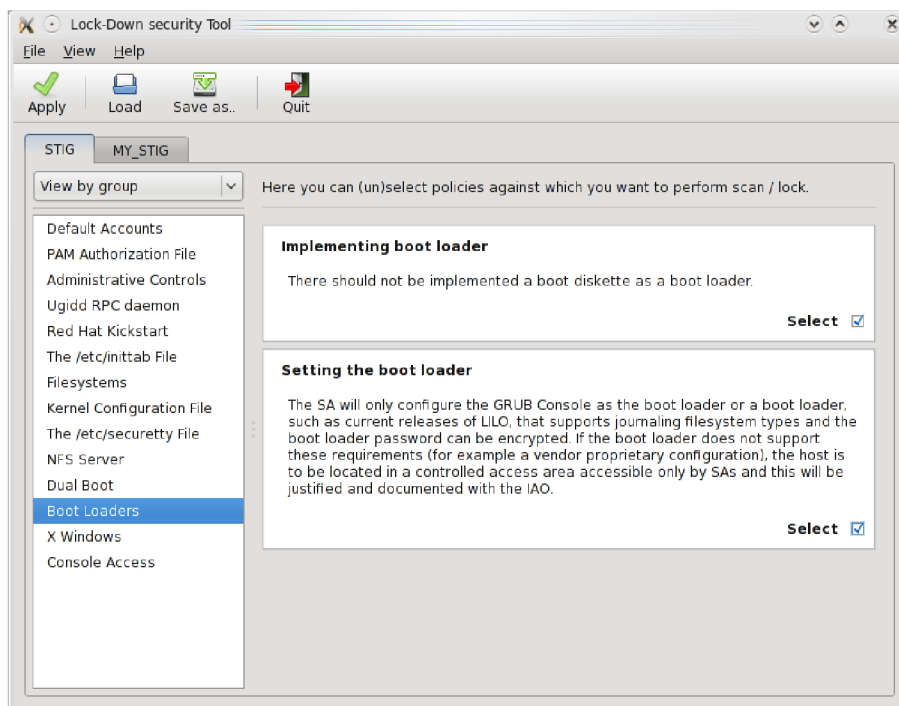 Lock-Down security Tool
File View Help
Apply Load Save as.. Quit
STIG MY_STIG
View by group
Here you can (un)select policies against which you want to perform scan / lock.
Default Accounts
PAM Authorization File
Administrative Controls
Ugidd RPC daemon
Red Hat Kickstart
The /etc/inittab File
Filesystems
Kernel Configuration File
The /etc/securetty File
NFS Server
Dual Boot
Boot Loaders
X Windows
Console Access
Implementing boot loader
There should not be implemented a boot diskette as a boot loader.
Select
Setting the boot loader
The SA will only configure the GRUB Console as the boot loader or a boot loader,
such as current releases of LILO, that supports journaling filesystem types and the
boot loader password can be encrypted. If the boot loader does not support
these requirements (for example a vendor proprietary configuration), the host is
to be located in a controlled access area accessible only by SAs and this will be
justified and documented with the IAO.
Select